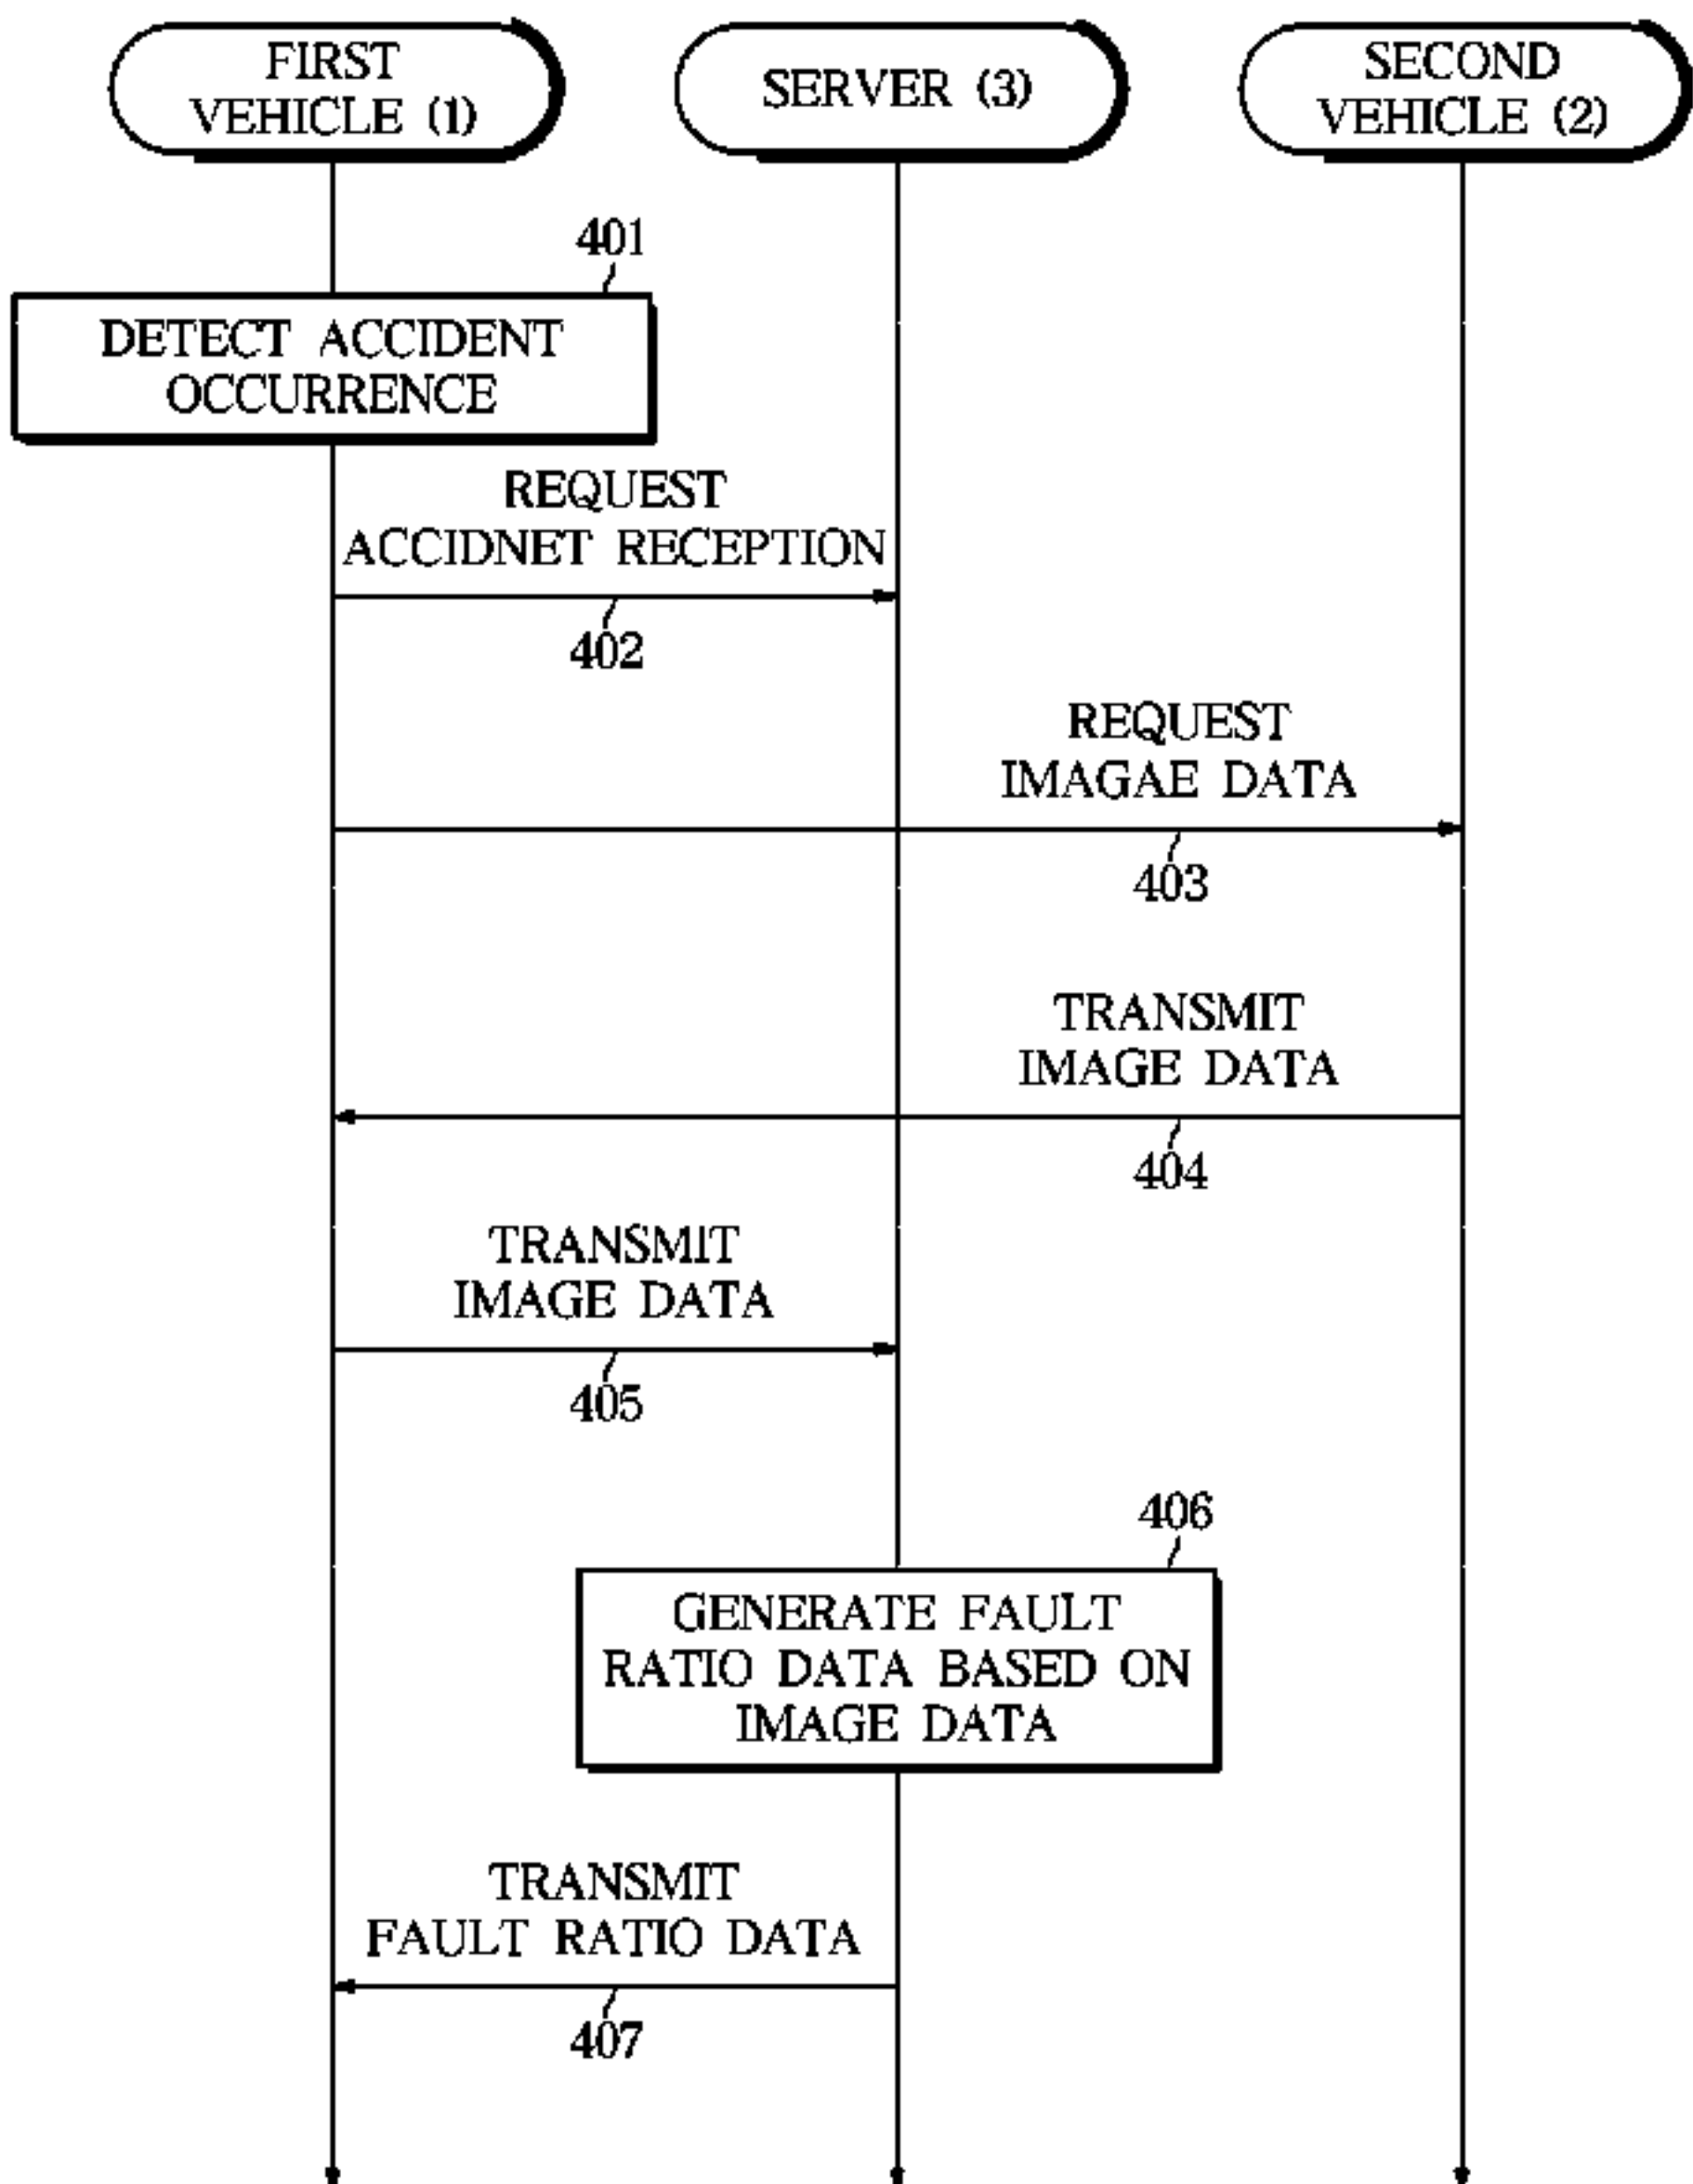 FIRST
VEHICLE (1)
SERVER (3)
SECOND
VEHICLE (2)
401
DETECT ACCIDENT
OCCURRENCE
REQUEST
ACCIDNET RECEPTION
402
REQUEST
IMAGAE DATA
403
TRANSMIT
IMAGE DATA
404
TRANSMIT
IMAGE DATA
405
406
GENERATE FAULT
RATIO DATA BASED ON
IMAGE DATA
TRANSMIT
FAULT RATIO DATA
407